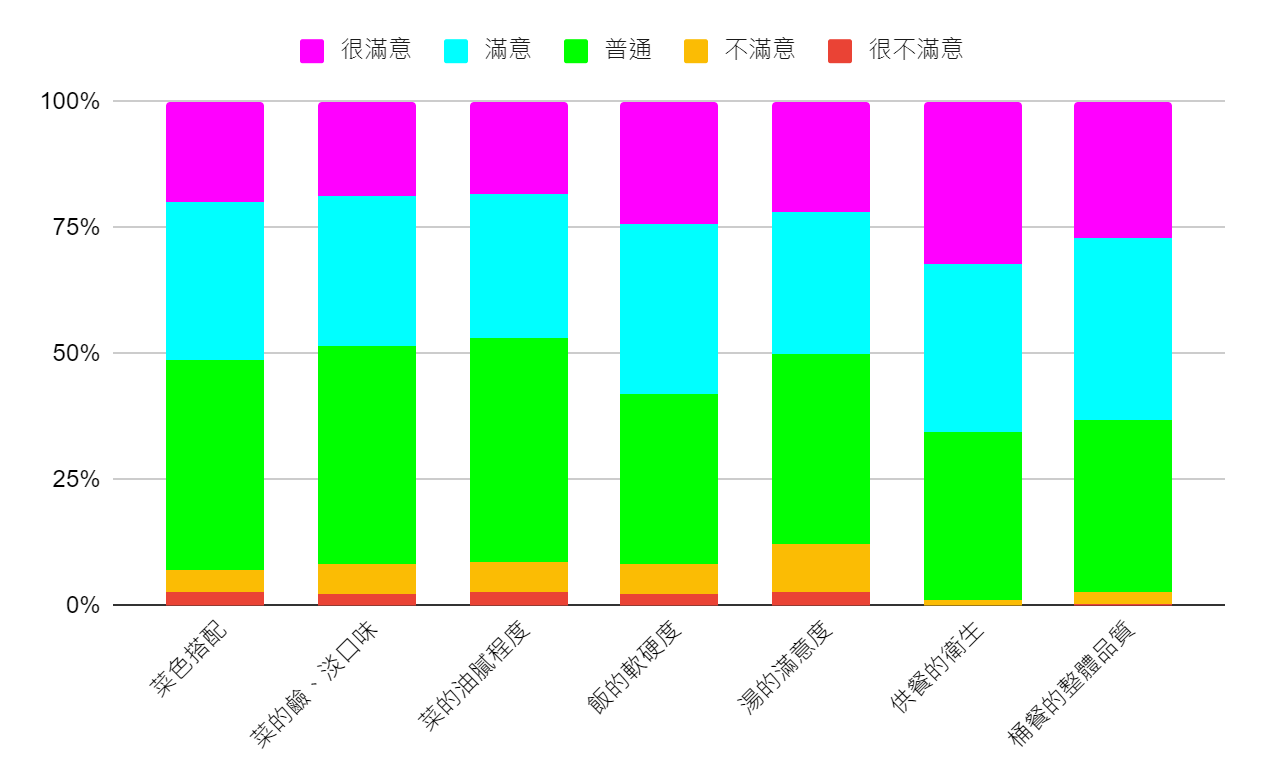 很滿意 滿意 普通 不滿意 很不滿意
100%
75%
50%
25%
0%
菜色搭配
菜的鹼、淡口味
菜的油膩程度
飯的軟硬度
湯的滿意度
供餐的衛生
桶餐的整體品質